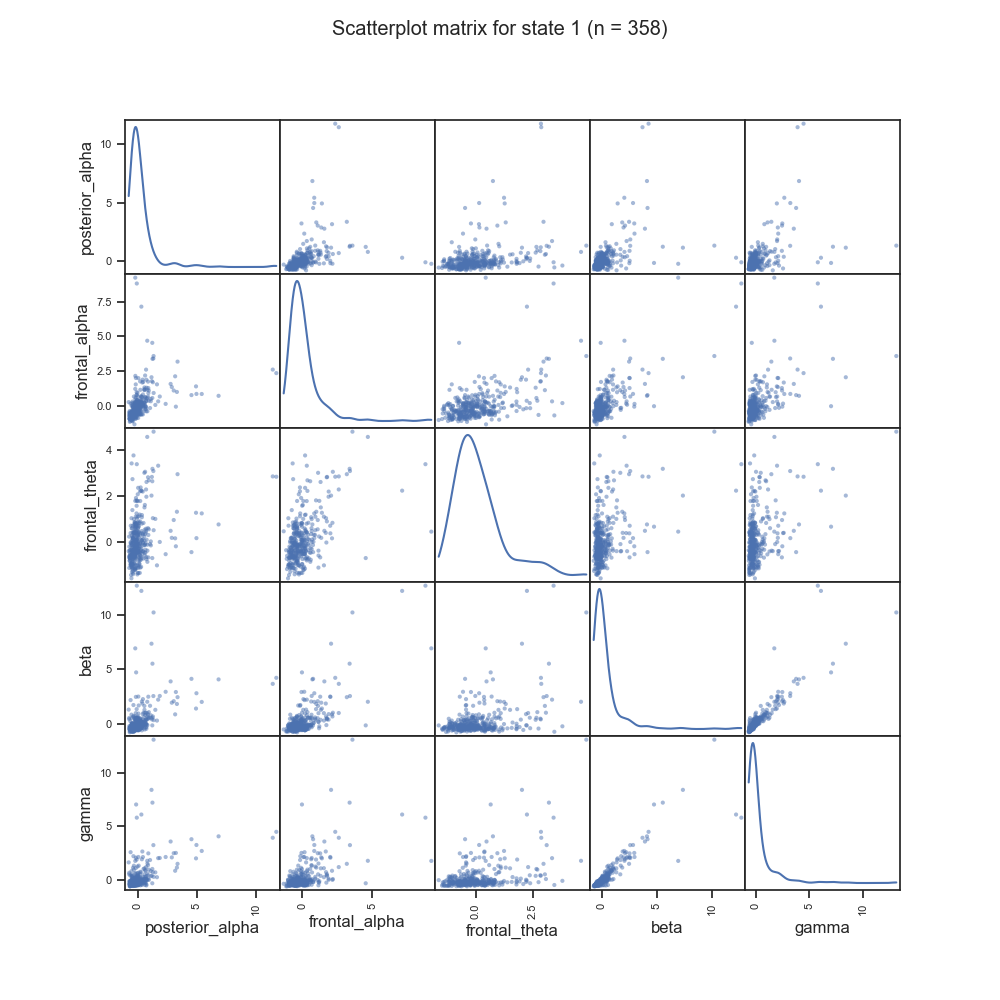 Scatterplot matrix for state 1 (n = 358)
posterior_alpha
10
5
0
frontal_alpha
7.5
5.0
2.5
0.0
frontal_theta
4
2
0
beta
10
5
0
gamma
10
5
0
0 5 10 0 5 0.0 2.5 0 5 10 0 5 10
posterior_alpha frontal_alpha frontal_theta beta gamma